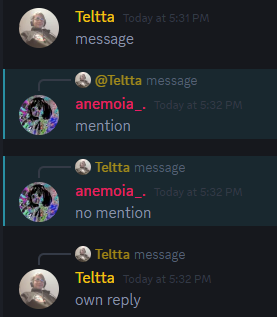 Teltta Today at 5:31 PM
message
@Teltta message
anemoia_. Today at 5:32 PM
mention
Teltta message
anemoia_. Today at 5:32 PM
no mention
Teltta message
Teltta Today at 5:32 PM
own reply